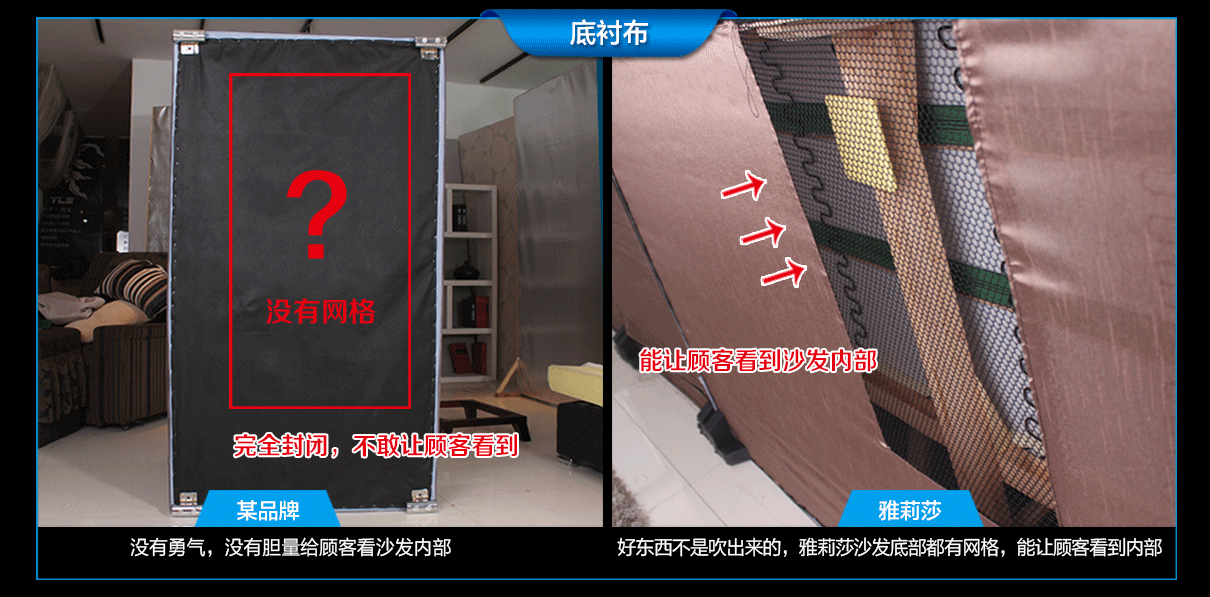 底衬布
没有网格
完全封闭，不敢让顾客看到
能让顾客看到沙发内部
某品牌
雅莉莎
没有勇气，没有胆量给顾客看沙发内部
好东西不是吹出来的，雅莉莎沙发底部都有网格，能让顾客看到内部
YLS